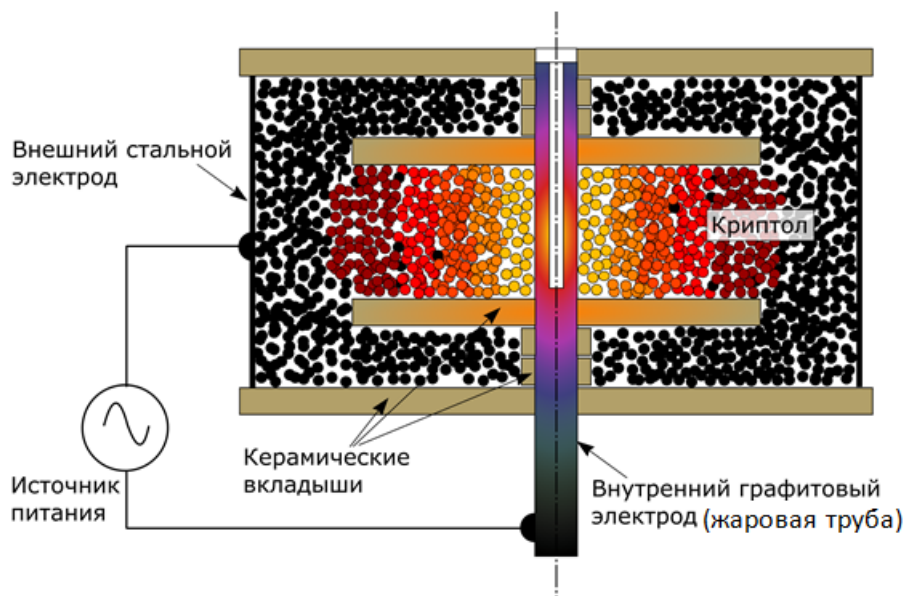 Внешний стальной
электрод
Криптол
Керамические
вкладыши
Источник
питания
Внутренний графитовый
электрод (жаровая труба)